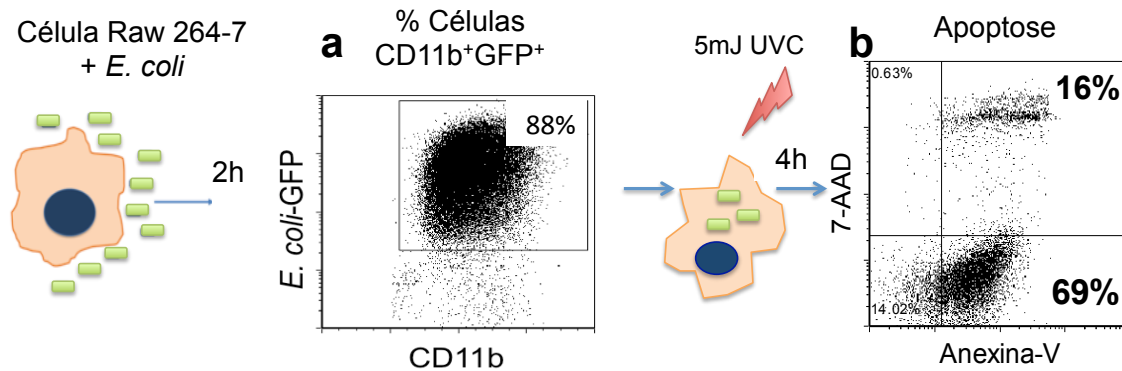 Célula Raw 264-7
+ E. coli
2h
a
% Células
CD11b+GFP+
88%
E. coli-GFP
CD11b
5mJ UVC
4h
b
Apoptose
0.63%
16%
14.02%
69%
7-AAD
Anexina-V